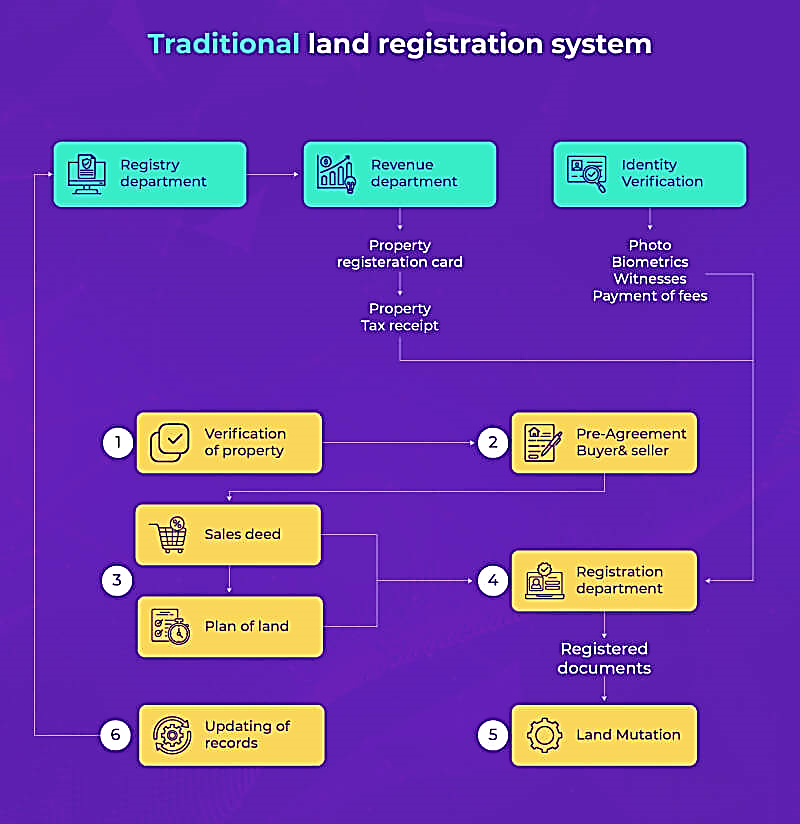 Traditional land registration system
Registry
department
Revenue
department
Identity
Verification
Property
registeration card
Property
Tax receipt
Photo
Biometrics
Witnesses
Payment of fees
1
Verification
of property
2
Pre-Agreement
Buyer& seller
3
Sales deed
Plan of land
4
Registration
department
Registered
documents
5
Land Mutation
6
Updating of
records